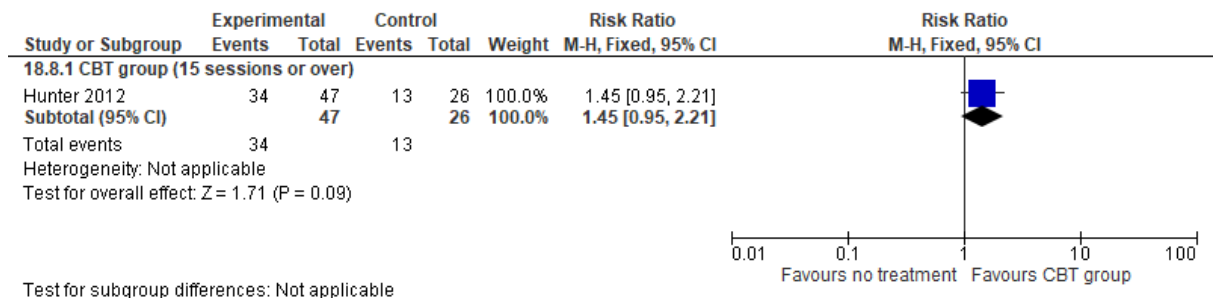 Experimental Control Risk Ratio Risk Ratio
Study or Subgroup Events Total Events Total Weight M-H, Fixed, 95% CI M-H, Fixed, 95% CI
18.8.1 CBT group (15 sessions or over)
Hunter 2012 34 47 13 26 100.0% 1.45 [0.95, 2.21]
Subtotal (95% CI) 47 26 100.0% 1.45 [0.95, 2.21]
Total events 34 13
Heterogeneity: Not applicable
Test for overall effect: Z = 1.71 (P = 0.09)
0.01 0.1 1 10 100
Favours no treatment Favours CBT group
Test for subgroup differences: Not applicable